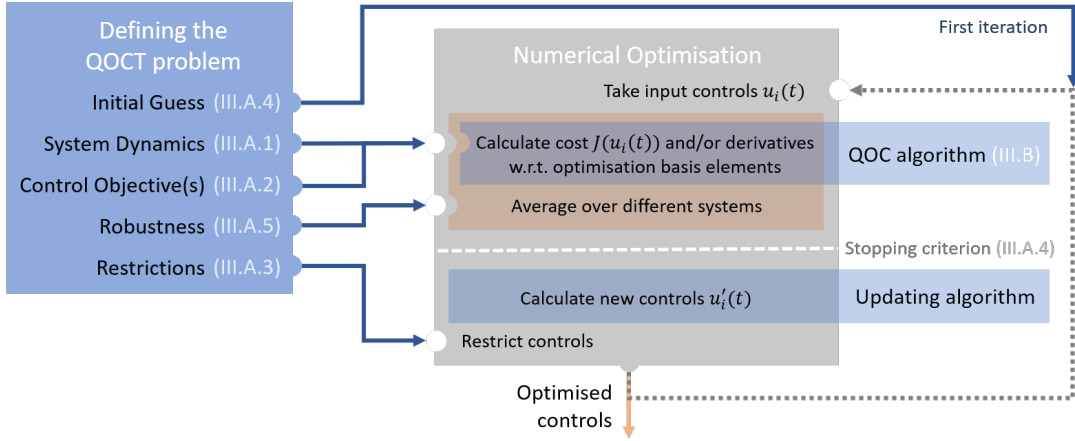 Defining the
QOCT problem
Initial Guess (III.A.4)
System Dynamics (III.A.1)
Control Objective(s) (III.A.2)
Robustness (III.A.5)
Restrictions (III.A.3)
First iteration
Numerical Optimisation
Take input controls uᵢ(t)
Calculate cost J(uᵢ(t)) and/or derivatives
w.r.t. optimisation basis elements
QOC algorithm (III.B)
Average over different systems
Stopping criterion (III.A.4)
Calculate new controls u′ᵢ(t)
Updating algorithm
Restrict controls
Optimised
controls